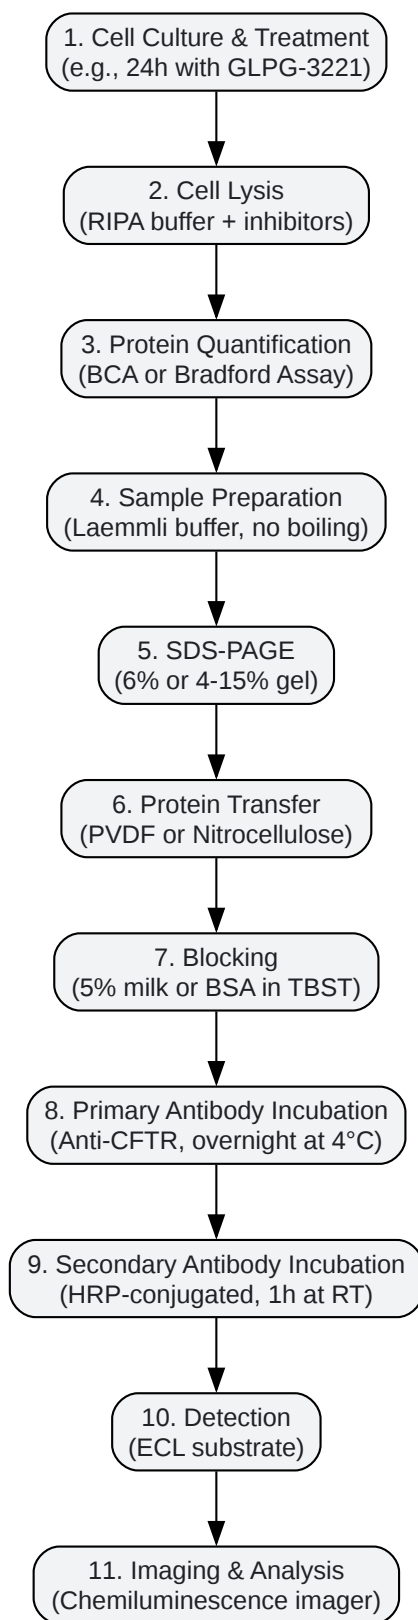 1. Cell Culture & Treatment
(e.g., 24h with GLPG-3221)
2. Cell Lysis
(RIPA buffer + inhibitors)
3. Protein Quantification
(BCA or Bradford Assay)
4. Sample Preparation
(Laemmli buffer, no boiling)
5. SDS-PAGE
(6% or 4-15% gel)
6. Protein Transfer
(PVDF or Nitrocellulose)
7. Blocking
(5% milk or BSA in TBST)
8. Primary Antibody Incubation
(Anti-CFTR, overnight at 4°C)
9. Secondary Antibody Incubation
(HRP-conjugated, 1h at RT)
10. Detection
(ECL substrate)
11. Imaging & Analysis
(Chemiluminescence imager)